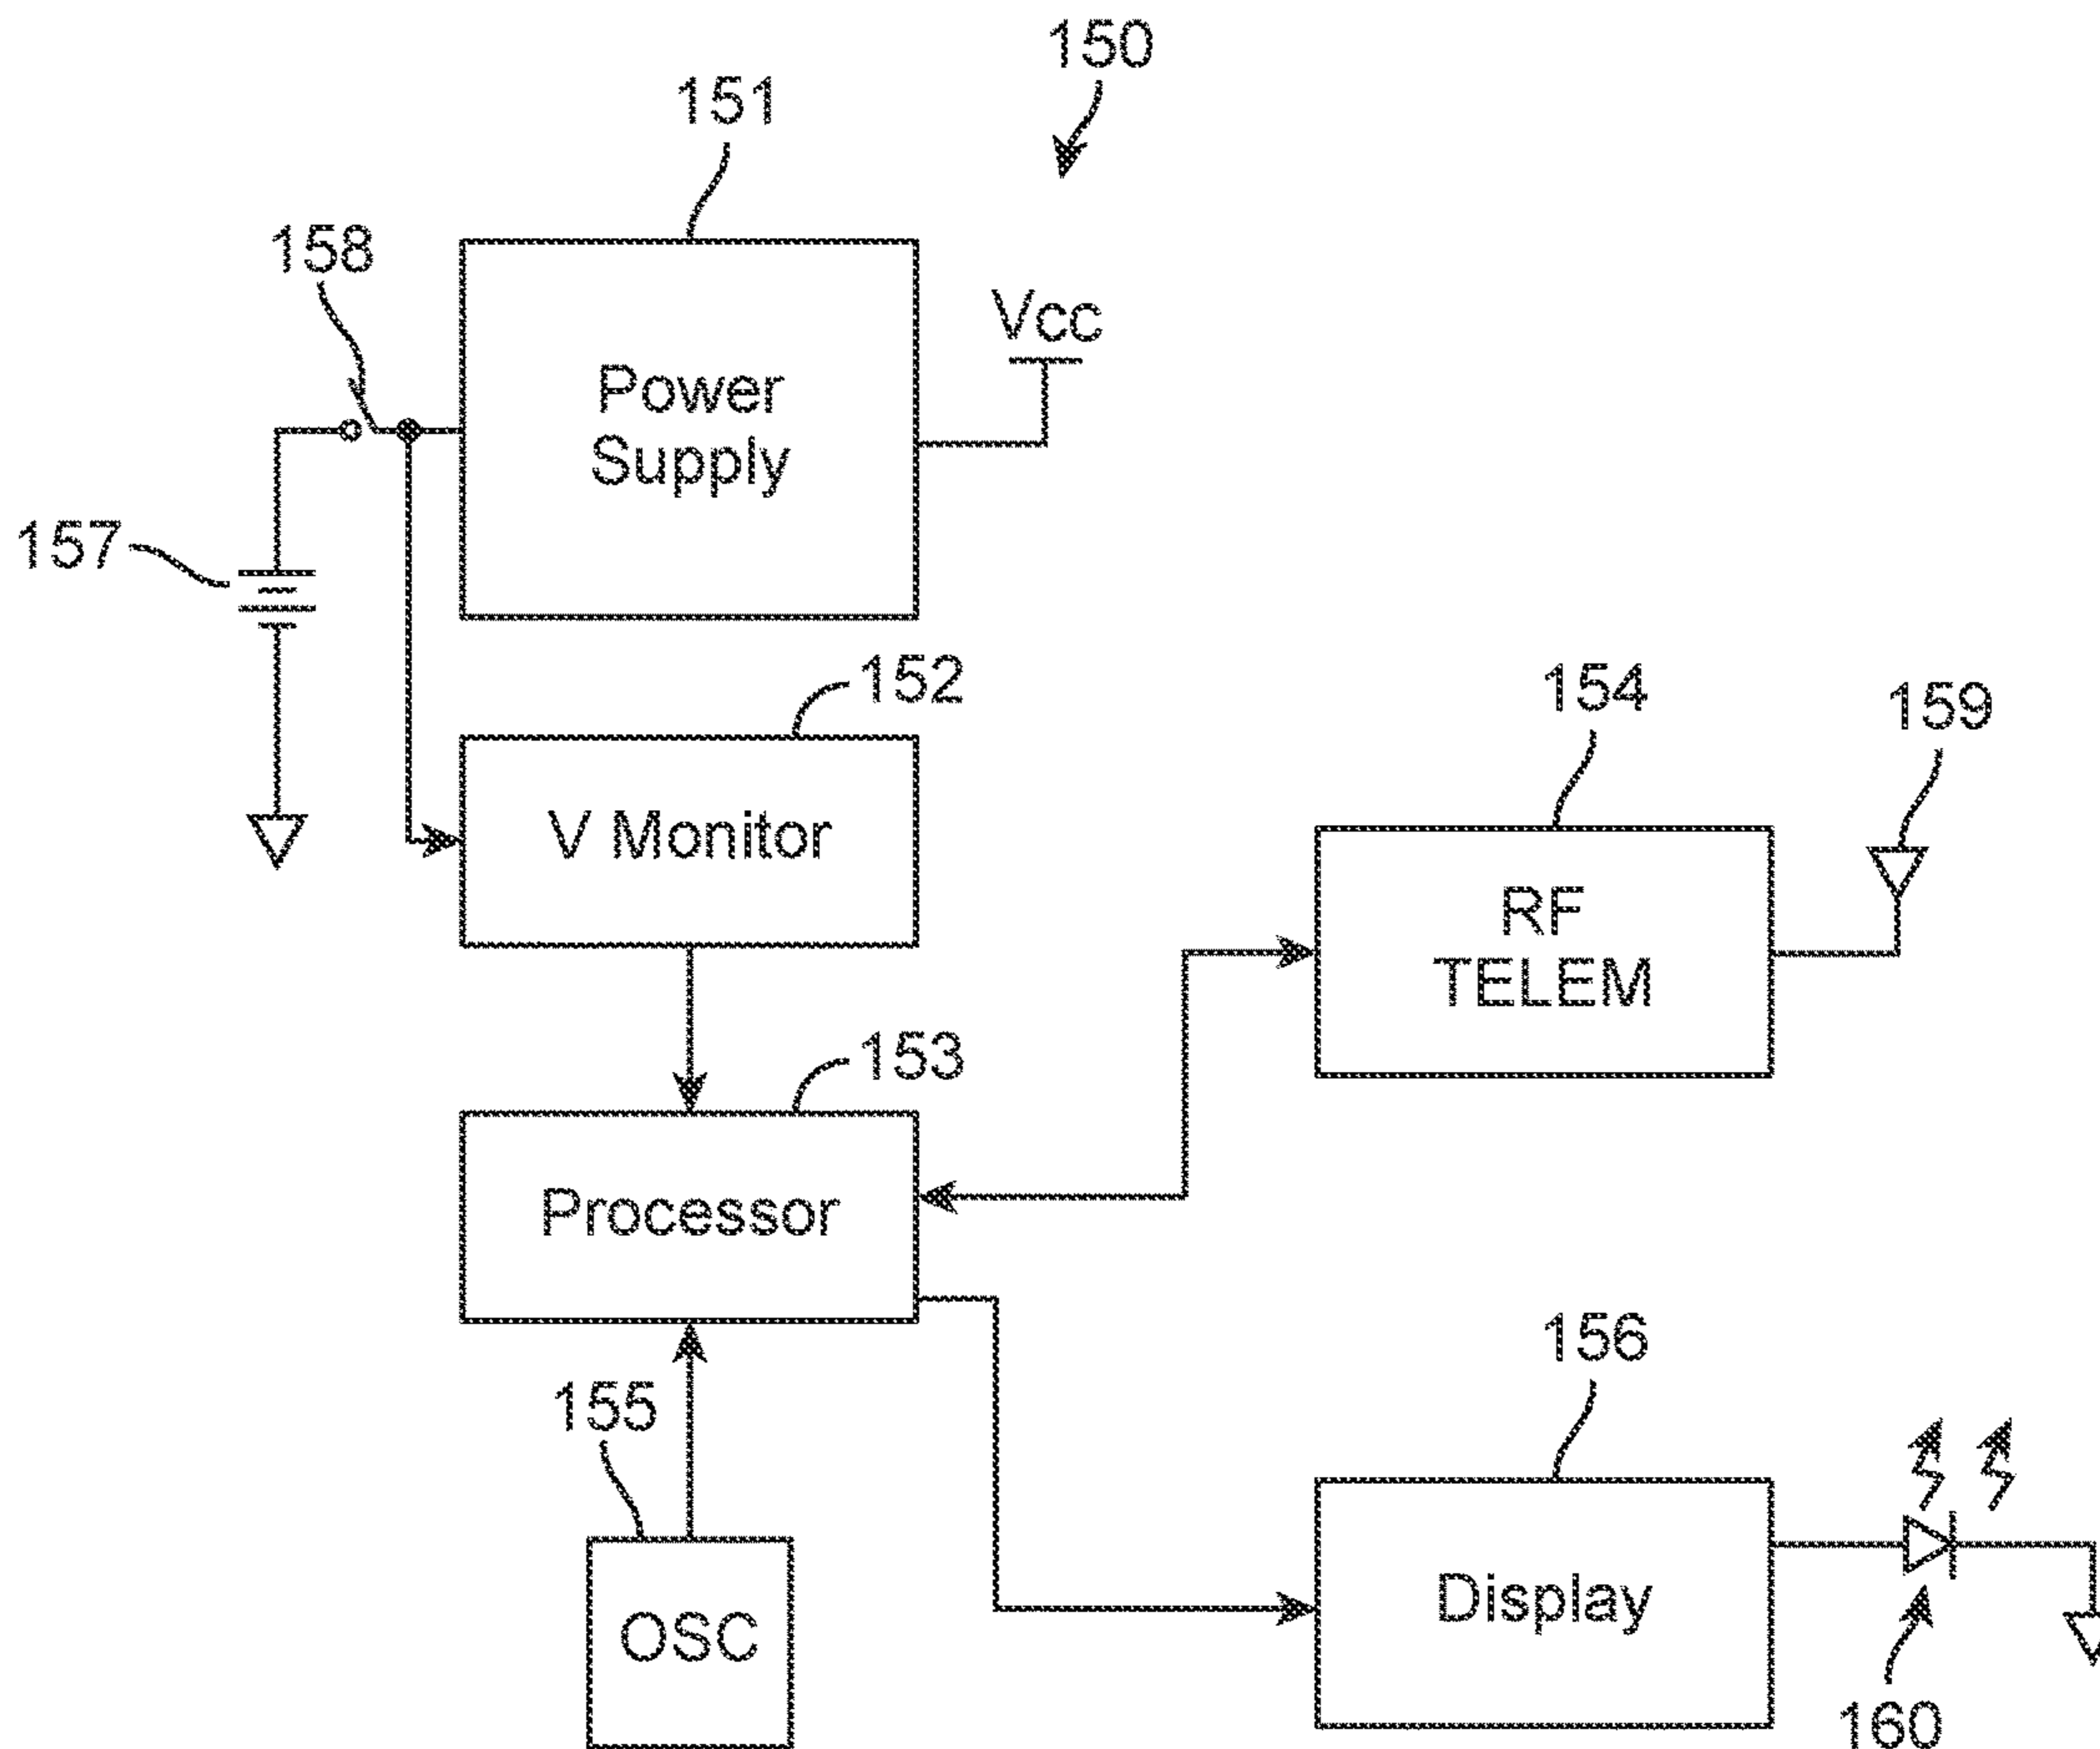 150
151
158
Vcc
Power
Supply
157
152
154
159
V Monitor
RF
TELEM
153
Processor
156
155
Display
OSC
160